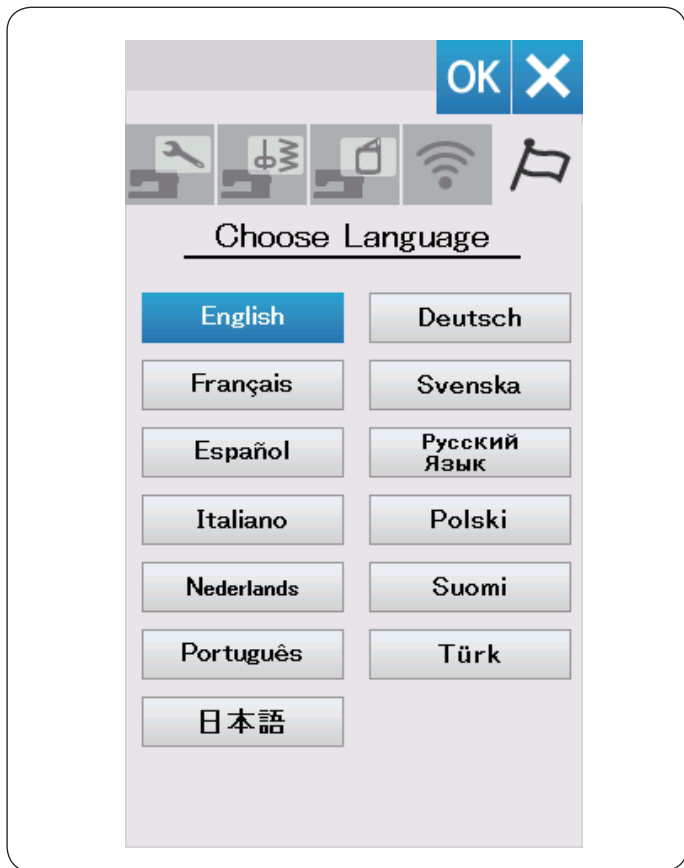 OK
Choose Language
English
Deutsch
Français
Svenska
Español
Русский
Язык
Italiano
Polski
Nederlands
Suomi
Português
Türk
日本語